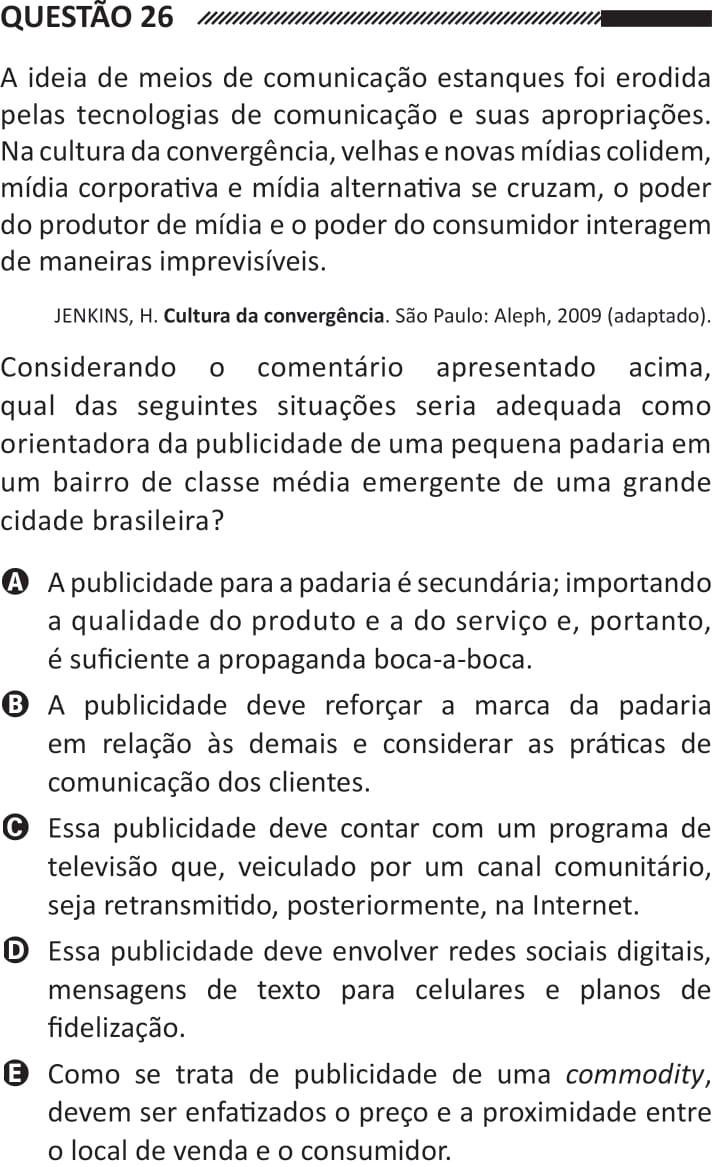 QUESTÃO 26
A ideia de meios de comunicação estanques foi erodida
pelas tecnologias de comunicação e suas apropriações.
Na cultura da convergência, velhas e novas mídias colidem,
mídia corporativa e mídia alternativa se cruzam, o poder
do produtor de mídia e o poder do consumidor interagem
de maneiras imprevisíveis.
JENKINS, H. Cultura da convergência. São Paulo: Aleph, 2009 (adaptado).
Considerando o comentário apresentado acima,
qual das seguintes situações seria adequada como
orientadora da publicidade de uma pequena padaria em
um bairro de classe média emergente de uma grande
cidade brasileira?
A A publicidade para a padaria é secundária; importando
a qualidade do produto e a do serviço e, portanto,
é suficiente a propaganda boca-a-boca.
B A publicidade deve reforçar a marca da padaria
em relação às demais e considerar as práticas de
comunicação dos clientes.
C Essa publicidade deve contar com um programa de
televisão que, veiculado por um canal comunitário,
seja retransmitido, posteriormente, na Internet.
D Essa publicidade deve envolver redes sociais digitais,
mensagens de texto para celulares e planos de
fidelização.
E Como se trata de publicidade de uma commodity,
devem ser enfatizados o preço e a proximidade entre
o local de venda e o consumidor.